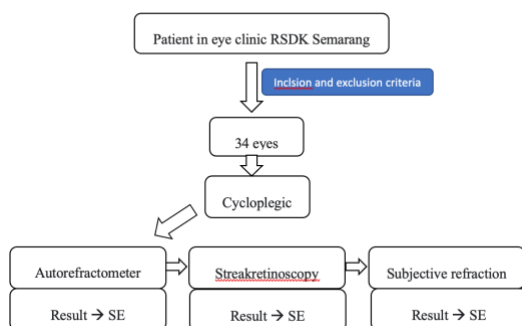 Patient in eye clinic RSDK Semarang
Inclsion and exclusion criteria
34 eyes
Cycloplegic
Autorefractometer
Streakretinoscopy
Subjective refraction
Result → SE
Result → SE
Result → SE